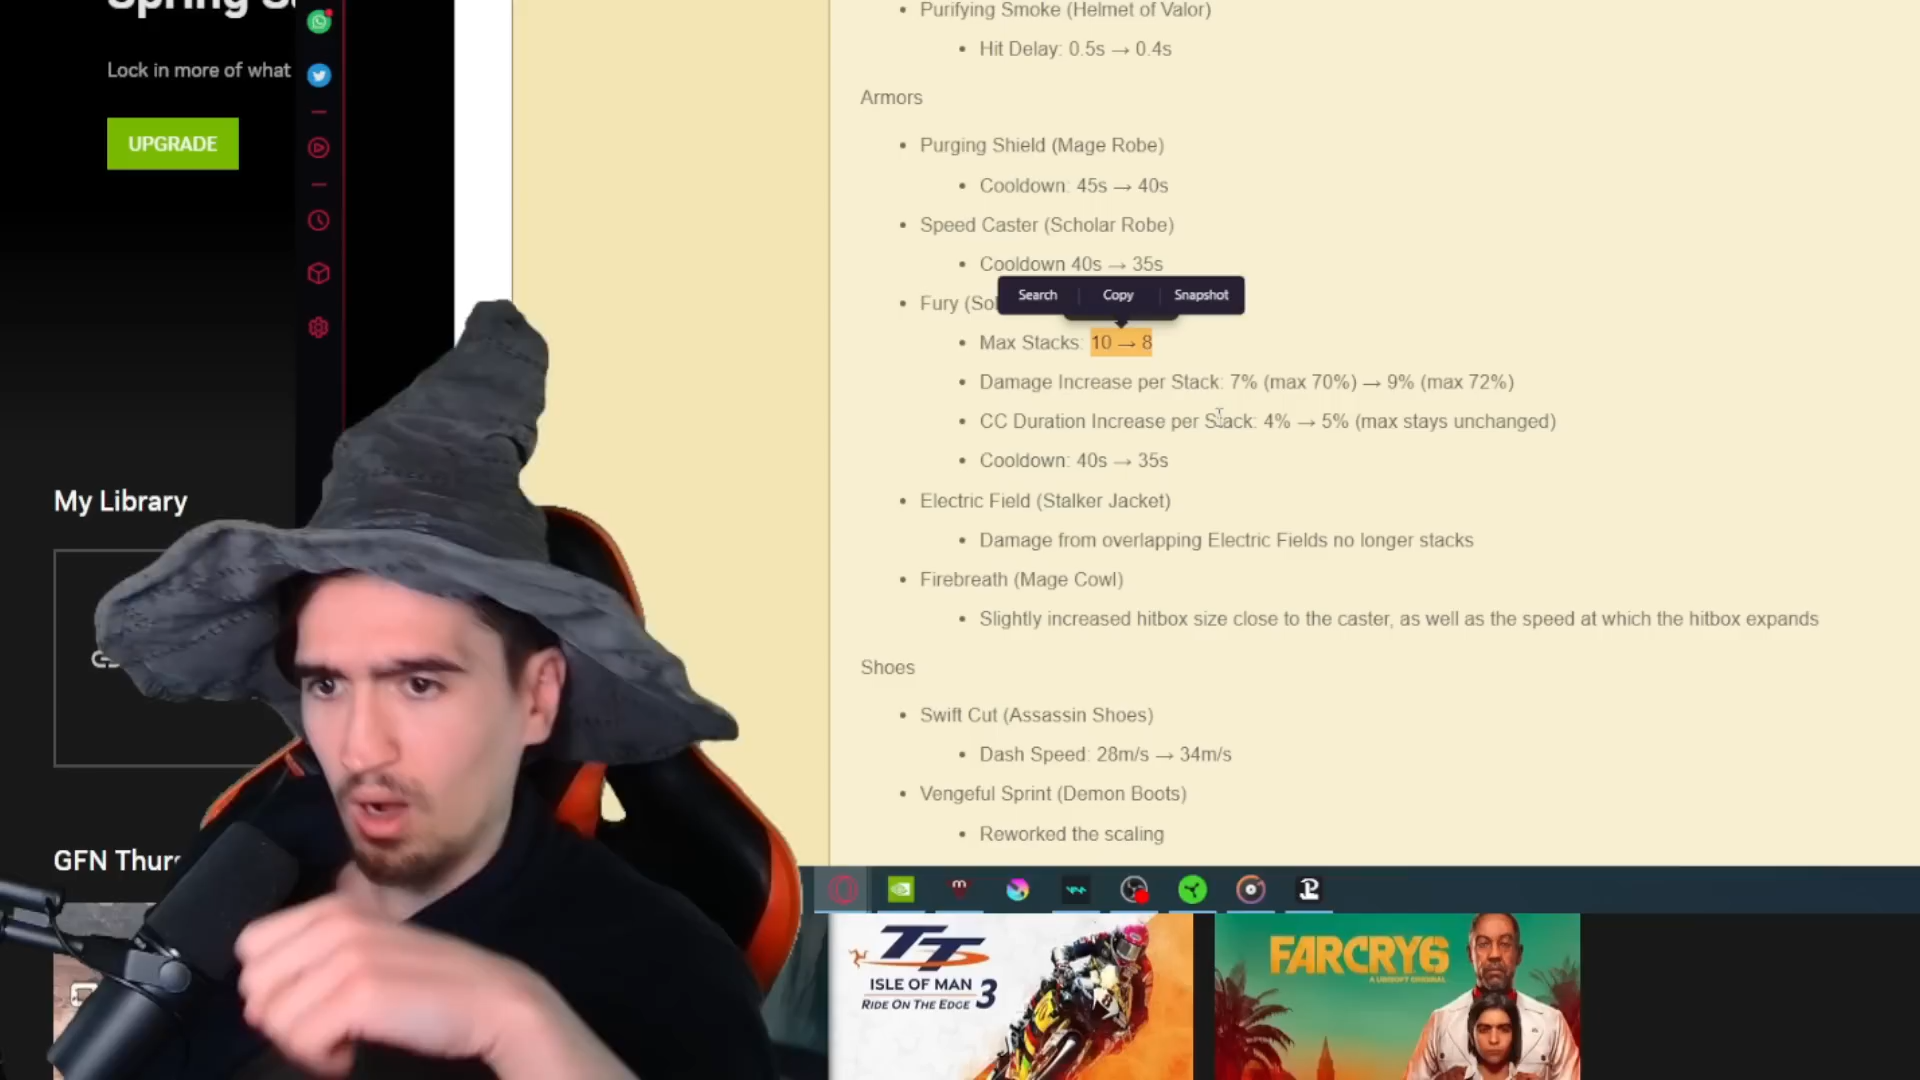 Spring S
Lock in more of what
UPGRADE
My Library
GFN Thurs
• Purifying Smoke (Helmet of Valor)
• Hit Delay: 0.5s → 0.4s
Armors
• Purging Shield (Mage Robe)
• Cooldown: 45s → 40s
• Speed Caster (Scholar Robe)
• Cooldown 40s → 35s
Search Copy Snapshot
• Fury (Sol
• Max Stacks: 10 → 8
• Damage Increase per Stack: 7% (max 70%) → 9% (max 72%)
• CC Duration Increase per Stack: 4% → 5% (max stays unchanged)
• Cooldown: 40s → 35s
• Electric Field (Stalker Jacket)
• Damage from overlapping Electric Fields no longer stacks
• Firebreath (Mage Cowl)
• Slightly increased hitbox size close to the caster, as well as the speed at which the hitbox expands
Shoes
• Swift Cut (Assassin Shoes)
• Dash Speed: 28m/s → 34m/s
• Vengeful Sprint (Demon Boots)
• Reworked the scaling
TT
ISLE OF MAN
RIDE ON THE EDGE 3
FARCRY6
A UBISOFT ORIGINAL